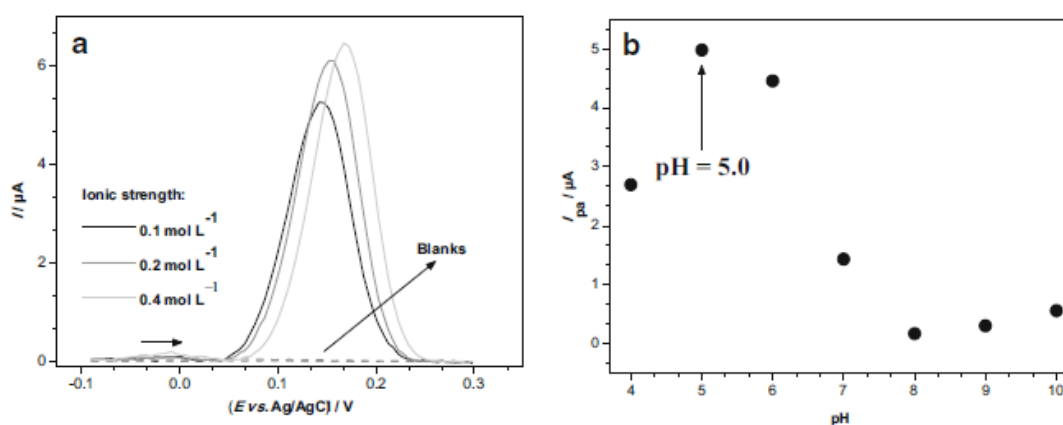 a
6
4
2
0
I / µA
Ionic strength:
0.1 mol L⁻¹
0.2 mol L⁻¹
0.4 mol L⁻¹
Blanks
-0.1 0.0 0.1 0.2 0.3
(E vs. Ag/AgCl) / V
b
5
4
3
2
1
0
I pa / µA
pH = 5.0
4 5 6 7 8 9 10
pH